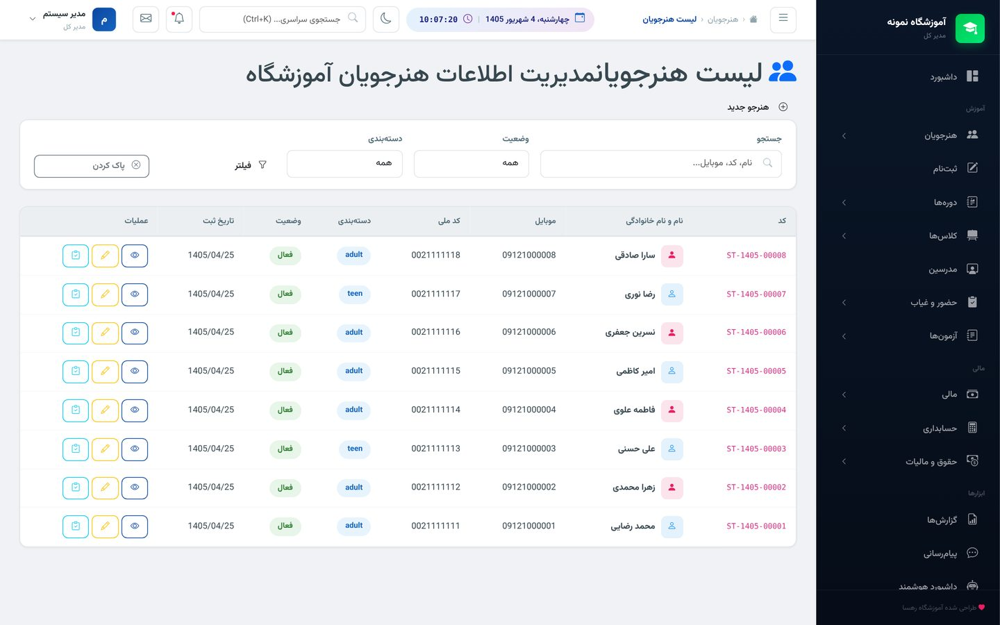 آموزشگاه نمونه
مدیر کل
داشبورد
آموزش
هنرجویان
ثبت‌نام
دوره‌ها
کلاس‌ها
مدرسین
حضور و غیاب
آزمون‌ها
مالی
مالی
حسابداری
حقوق و مالیات
ابزارها
گزارش‌ها
پیام‌رسانی
داشبورد هوشمند
طراحی شده آموزشگاه رهسا
هنرجویان › لیست هنرجویان
چهارشنبه، 4 شهریور 1405 | 10:07:20
جستجوی سراسری... (Ctrl+K)
م
مدیر سیستم
مدیر کل
لیست هنرجویانمدیریت اطلاعات هنرجویان آموزشگاه
هنرجو جدید
جستجو وضعیت دسته‌بندی
نام، کد، موبایل... همه همه فیلتر پاک کردن
کد نام و نام خانوادگی موبایل کد ملی دسته‌بندی وضعیت تاریخ ثبت عملیات
ST-1405-00008 سارا صادقی 09121000008 0021111118 adult فعال 1405/04/25
ST-1405-00007 رضا نوری 09121000007 0021111117 teen فعال 1405/04/25
ST-1405-00006 نسرین جعفری 09121000006 0021111116 adult فعال 1405/04/25
ST-1405-00005 امیر کاظمی 09121000005 0021111115 adult فعال 1405/04/25
ST-1405-00004 فاطمه علوی 09121000004 0021111114 adult فعال 1405/04/25
ST-1405-00003 علی حسنی 09121000003 0021111113 teen فعال 1405/04/25
ST-1405-00002 زهرا محمدی 09121000002 0021111112 adult فعال 1405/04/25
ST-1405-00001 محمد رضایی 09121000001 0021111111 adult فعال 1405/04/25